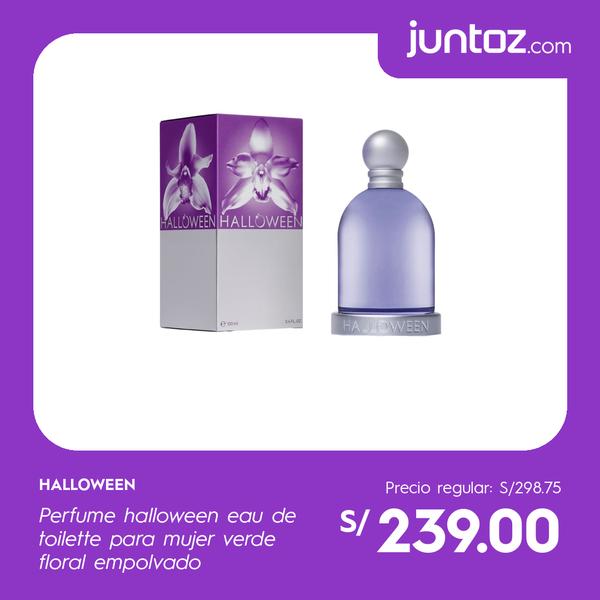 juntoz.com
HALLOWEEN HALLOWEEN
HALLOWEEN
HALLOWEEN
Precio regular: S/298.75
Perfume halloween eau de
toilette para mujer verde
floral empolvado
S/ 239.00